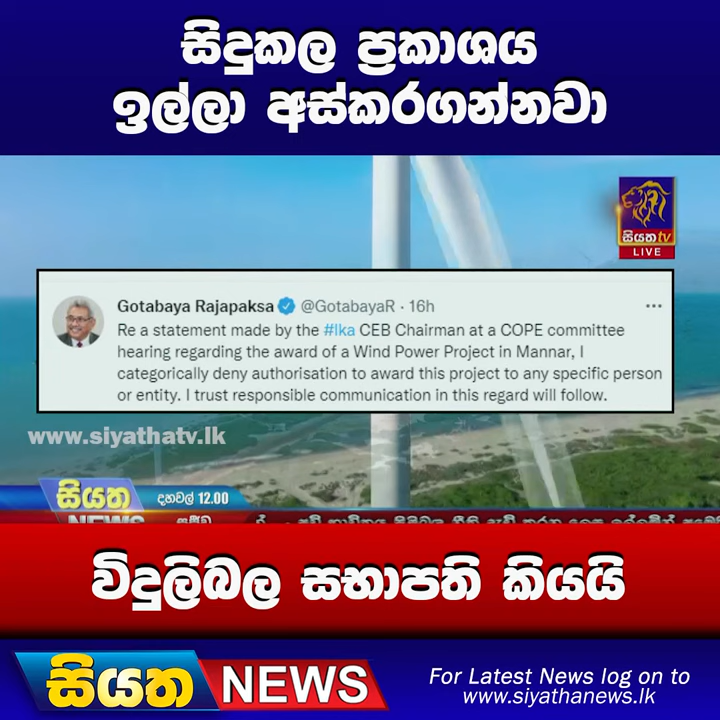 සිදුකල ප්‍රකාශය
ඉල්ලා අස්කරගන්නවා
සියත tv
LIVE
Gotabaya Rajapaksa @GotabayaR · 16h
Re a statement made by the #lka CEB Chairman at a COPE committee
hearing regarding the award of a Wind Power Project in Mannar, I
categorically deny authorisation to award this project to any specific person
or entity. I trust responsible communication in this regard will follow.
www.siyathatv.lk
සියත
දහවල් 12.00
NEWS
විදුලිබල සභාපති කියයි
සියත NEWS
For Latest News log on to
www.siyathanews.lk